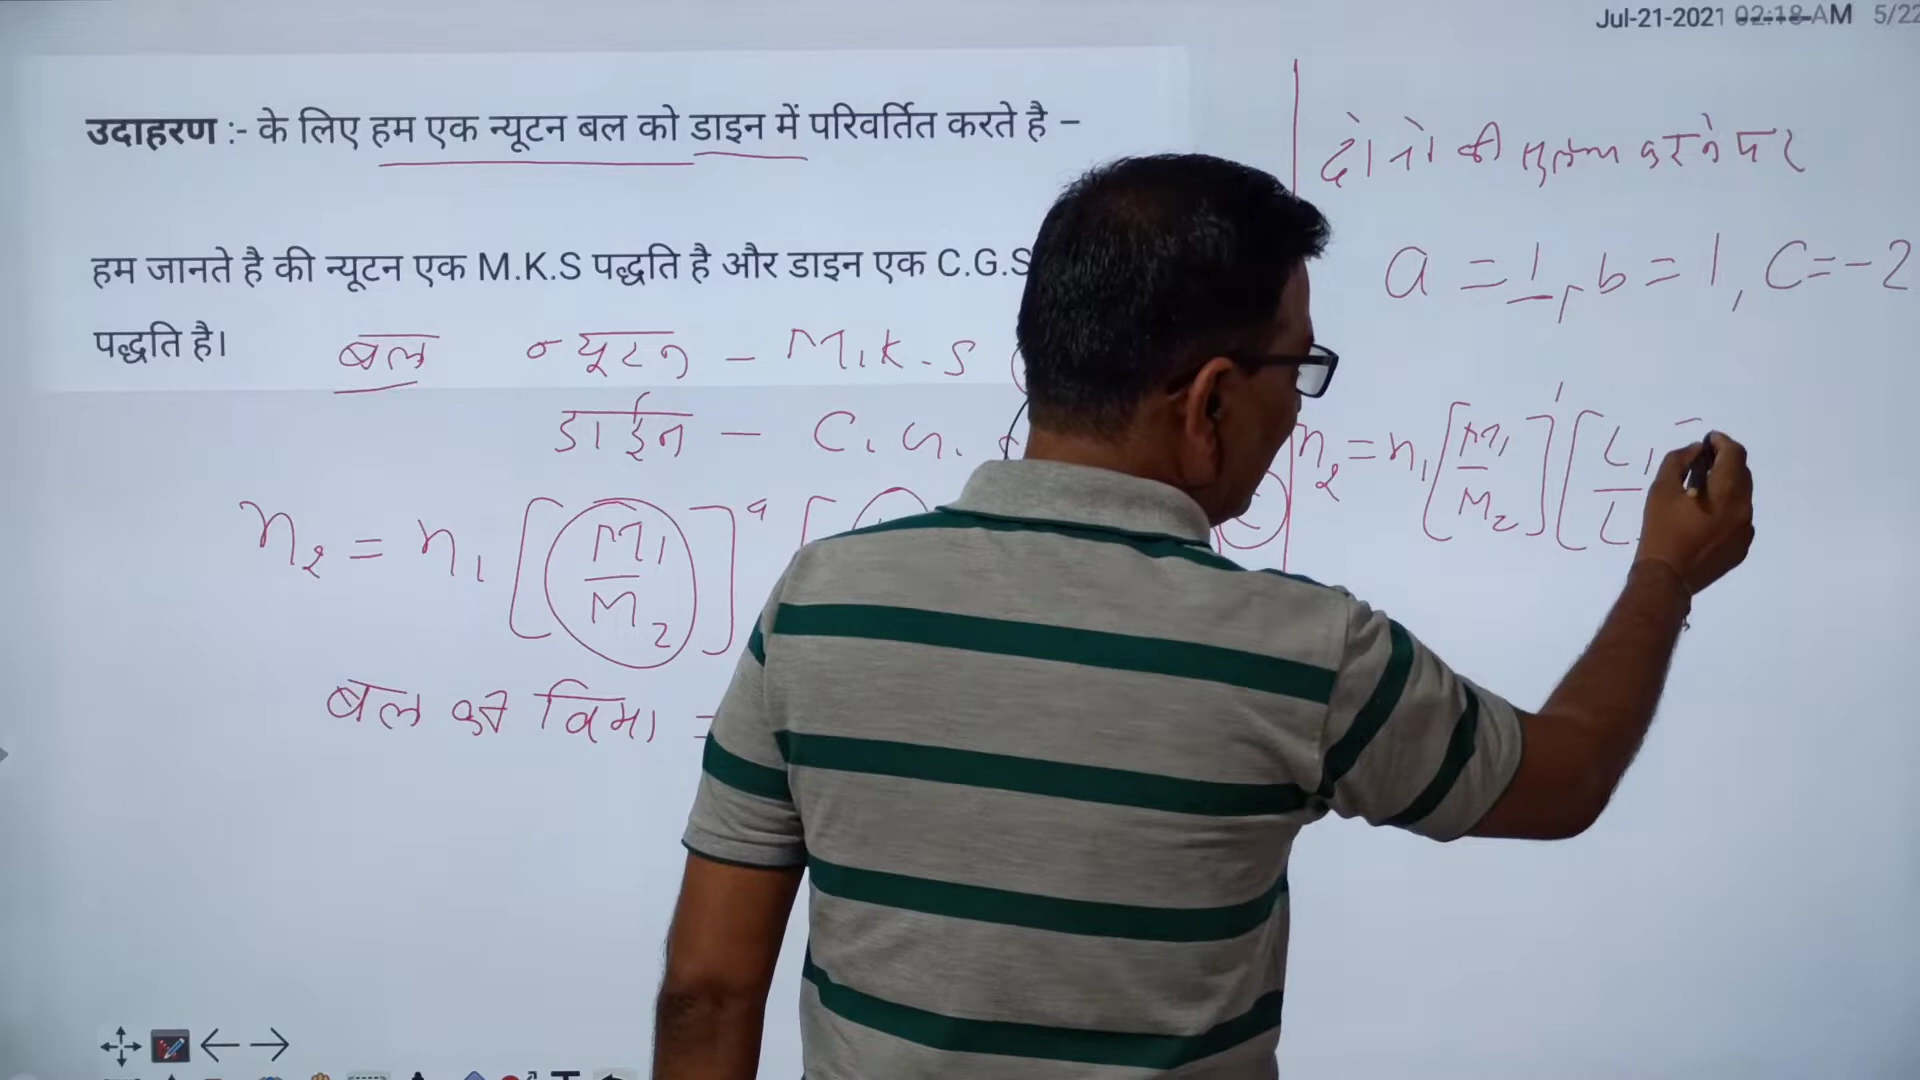 Jul-21-2021 02:18 AM 5/22
उदाहरण :- के लिए हम एक न्यूटन बल को डाइन में परिवर्तित करते है –
हम जानते है की न्यूटन एक M.K.S पद्धति है और डाइन एक C.G.S
पद्धति है।
बल न्यूटन – M.K.S
डाईन – C.G.
n₂ = n₁ [M₁/M₂]ᵃ [
बल की विमा =
दोनों की तुलना करने पर
a = 1, b = 1, C = -2
n₂ = n₁ [M₁/M₂]¹ [L₁/L